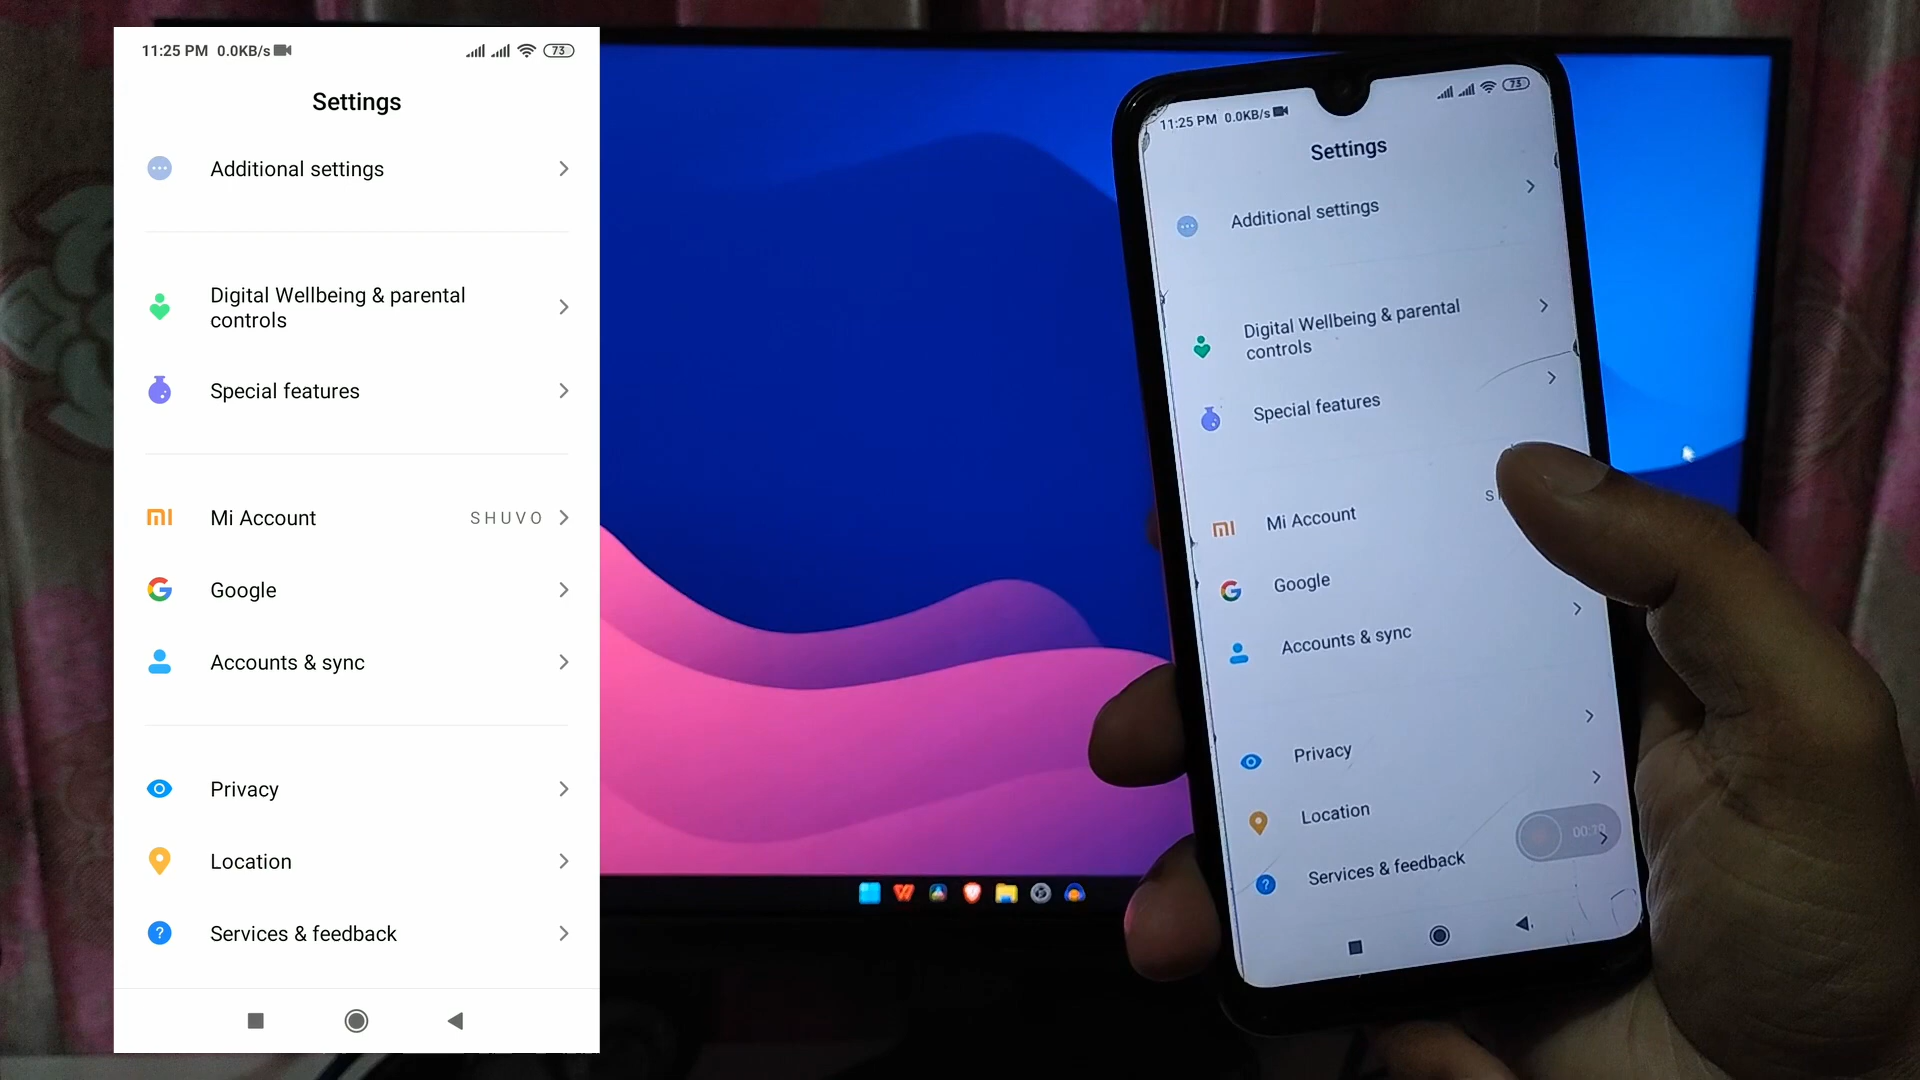 11:25 PM 0.0KB/s
73
Settings
Additional settings
Digital Wellbeing & parental
controls
Special features
Mi Account SHUVO
Google
Accounts & sync
Privacy
Location
Services & feedback
11:25 PM 0.0KB/s
73
Settings
Additional settings
Digital Wellbeing & parental
controls
Special features
Mi Account S
Google
Accounts & sync
Privacy
Location
Services & feedback